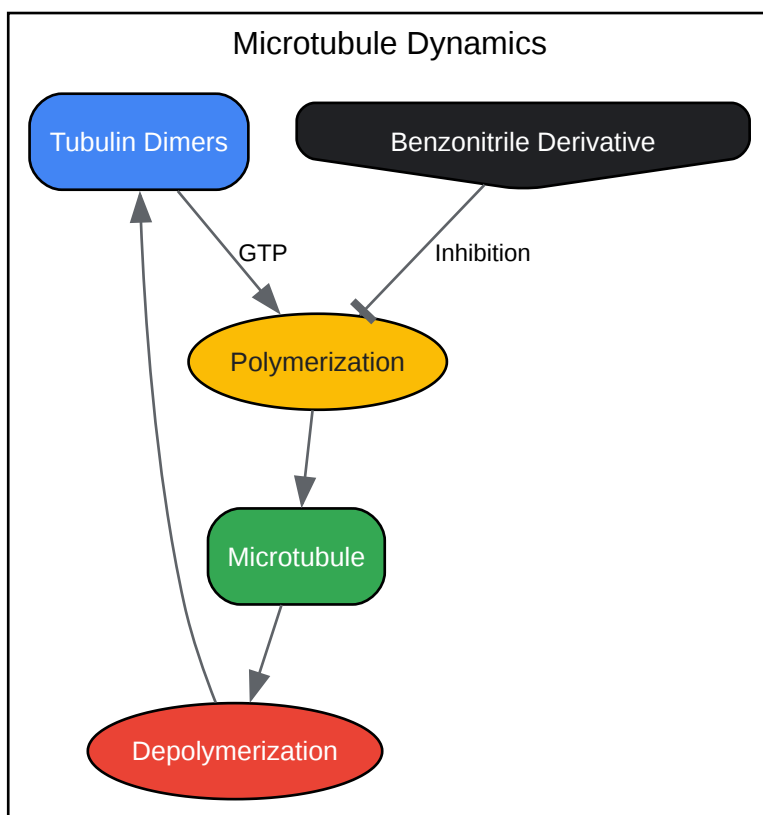 Microtubule Dynamics
Tubulin Dimers
Benzonitrile Derivative
GTP
Inhibition
Polymerization
Microtubule
Depolymerization